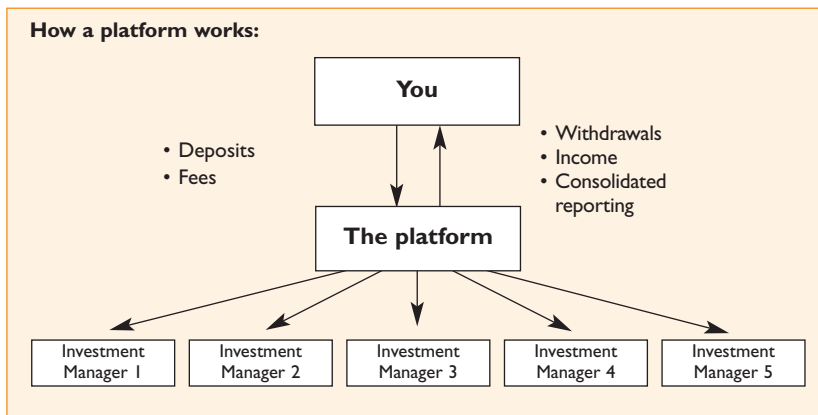 How a platform works:
You
• Deposits
• Fees
• Withdrawals
• Income
• Consolidated
reporting
The platform
Investment
Manager 1
Investment
Manager 2
Investment
Manager 3
Investment
Manager 4
Investment
Manager 5